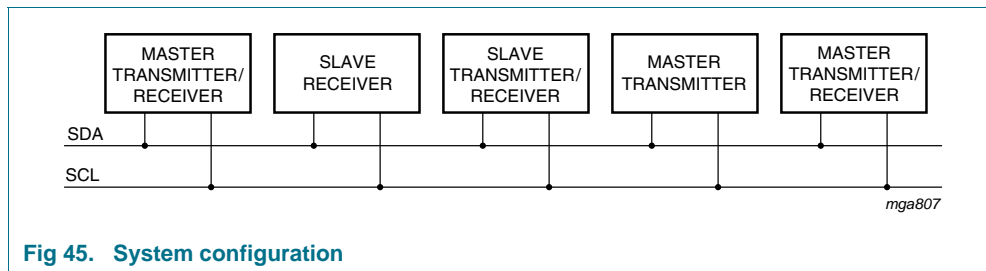 MASTER
TRANSMITTER/
RECEIVER
SLAVE
RECEIVER
SLAVE
TRANSMITTER/
RECEIVER
MASTER
TRANSMITTER
MASTER
TRANSMITTER/
RECEIVER
SDA
SCL
mga807
Fig 45. System configuration